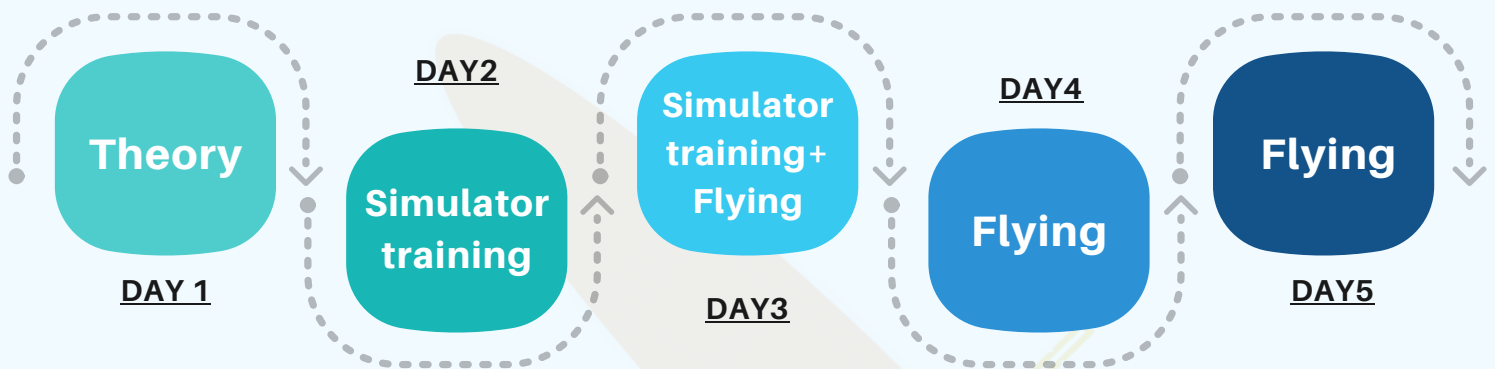 Theory
DAY 1
DAY2
Simulator
training
Simulator
training+
Flying
DAY3
DAY4
Flying
Flying
DAY5